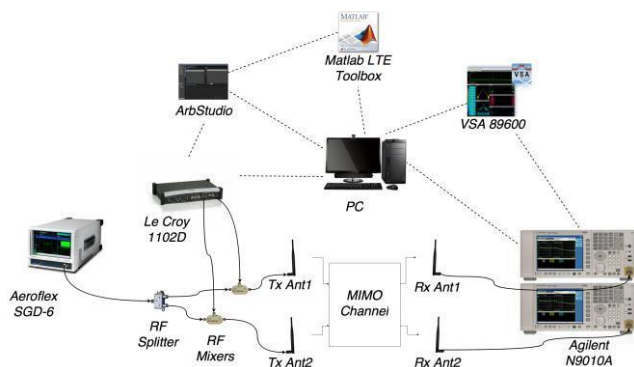 MATLAB
Matlab LTE
Toolbox
VSA
ArbStudio
VSA 89600
PC
Le Croy
1102D
Aeroflex
SGD-6
Tx Ant1
Rx Ant1
MIMO
Channel
RF
Splitter
RF
Mixers
Tx Ant2
Rx Ant2
Agilent
N9010A